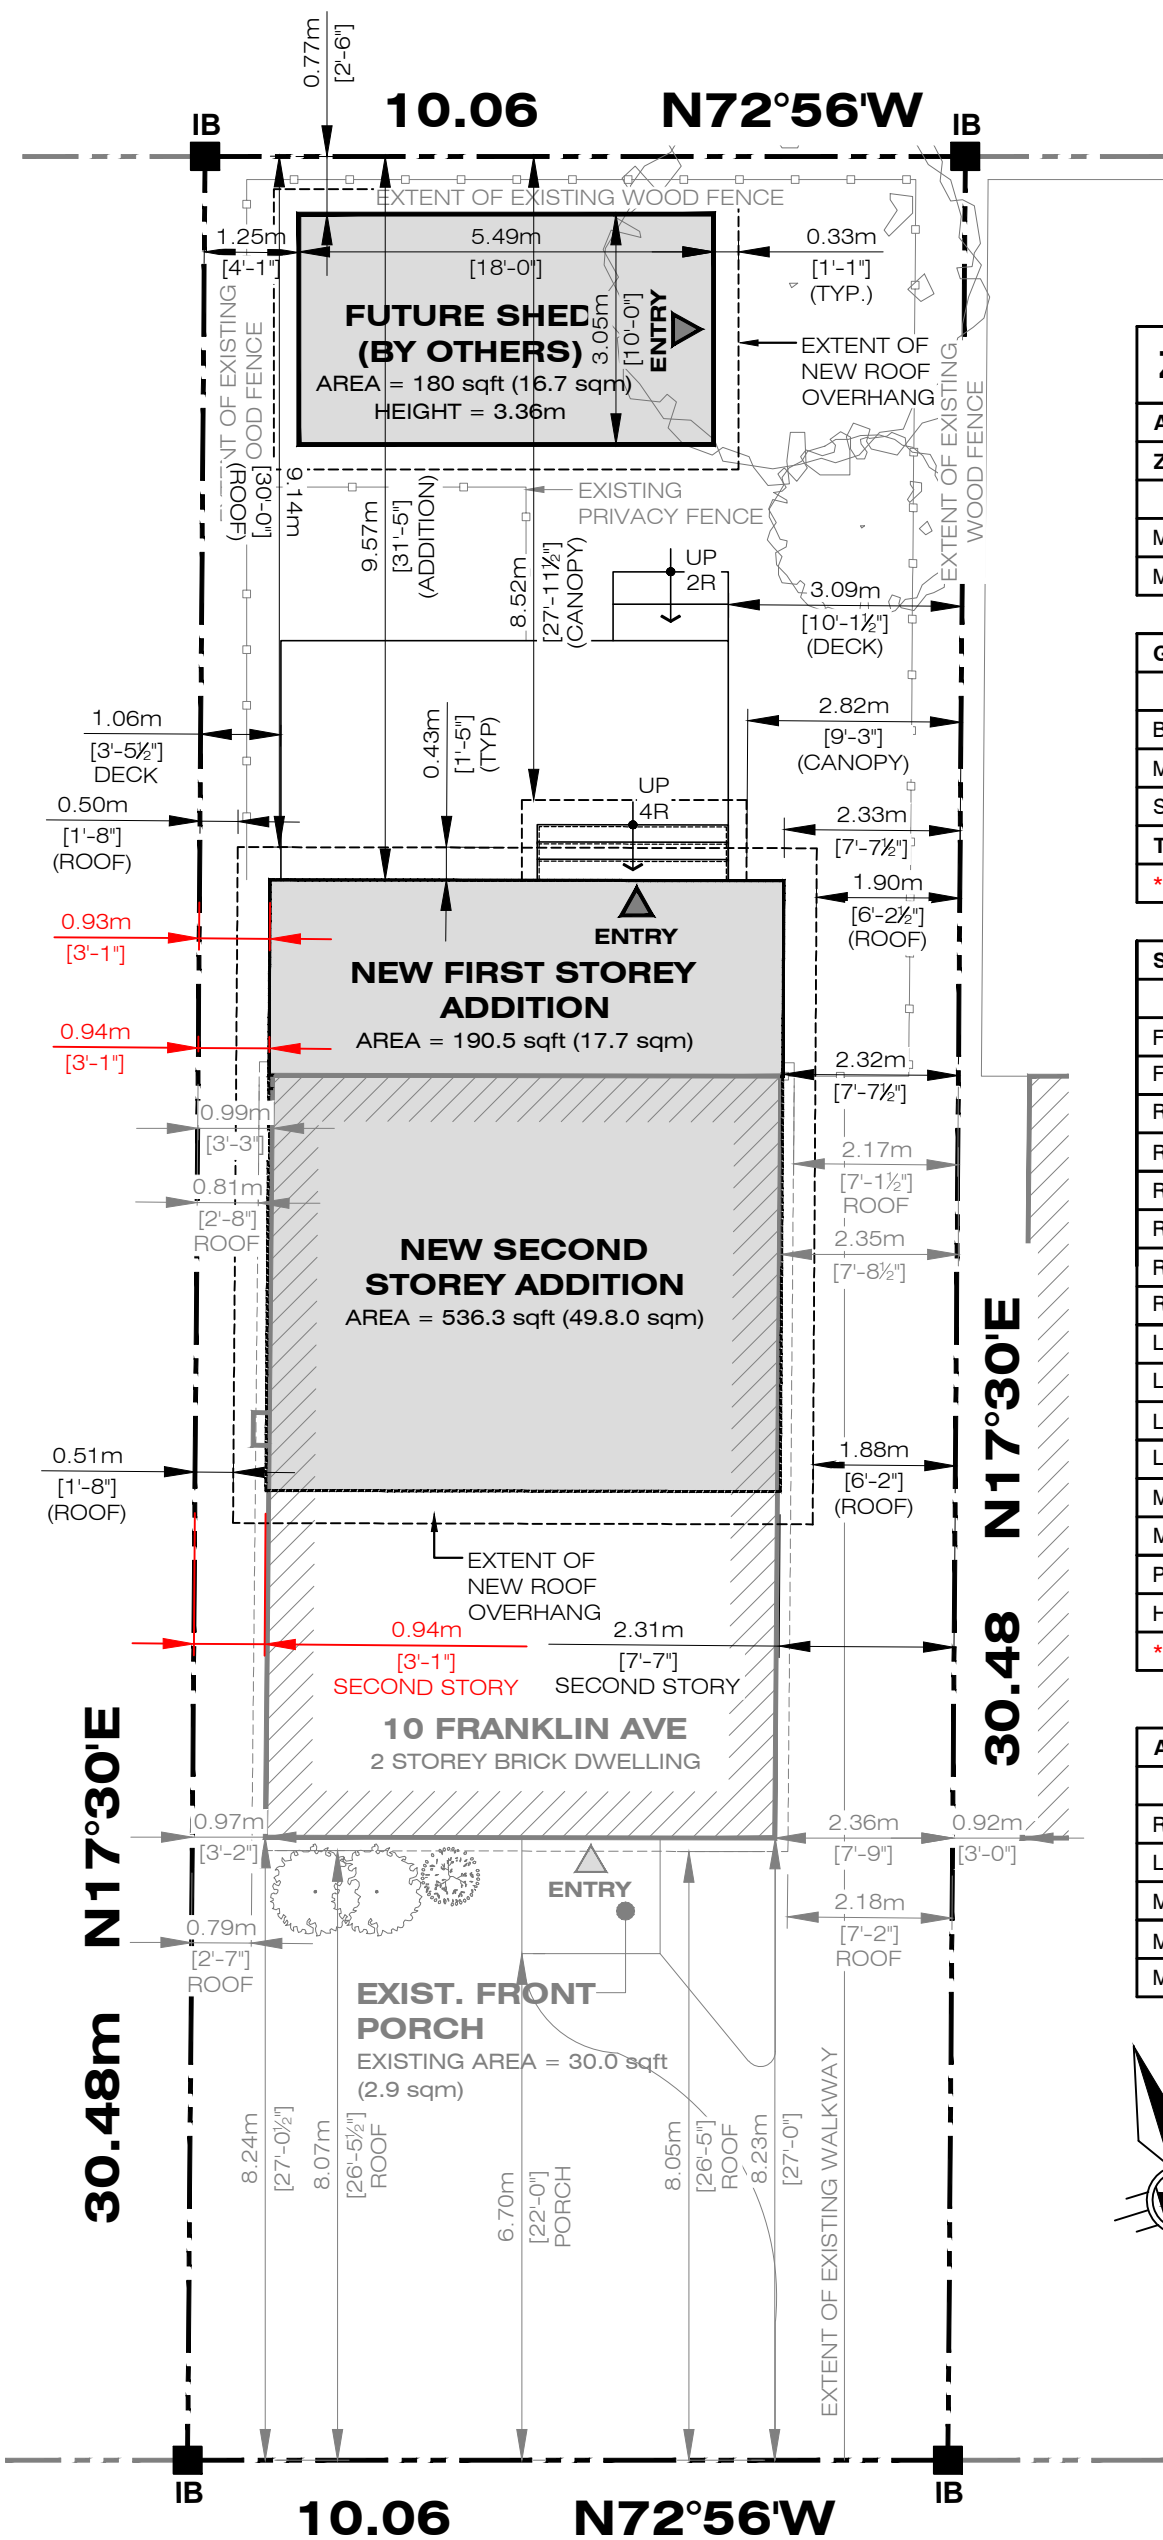 0.77m
[2'-6"]
10.06 N72°56'W
IB
IB
EXTENT OF EXISTING WOOD FENCE
1.25m
[4'-1"]
5.49m
[18'-0"]
0.33m
[1'-1"]
(TYP.)
FUTURE SHED
(BY OTHERS)
AREA = 180 sqft (16.7 sqm)
HEIGHT = 3.36m
3.05m
[10'-0"]
ENTRY
EXTENT OF
NEW ROOF
OVERHANG
NT OF EXISTING
OOD FENCE
EXTENT OF EXISTING
WOOD FENCE
9.14m
[30'-0"]
(ROOF)
9.57m
[31'-5"]
(ADDITION)
EXISTING
PRIVACY FENCE
8.52m
[27'-11½"]
(CANOPY)
UP
2R
3.09m
[10'-1½"]
(DECK)
1.06m
[3'-5½"]
DECK
0.43m
[1'-5"]
(TYP)
2.82m
[9'-3"]
(CANOPY)
UP
4R
0.50m
[1'-8"]
(ROOF)
2.33m
[7'-7½"]
1.90m
[6'-2½"]
(ROOF)
0.93m
[3'-1"]
ENTRY
NEW FIRST STOREY
ADDITION
AREA = 190.5 sqft (17.7 sqm)
0.94m
[3'-1"]
2.32m
[7'-7½"]
0.99m
[3'-3"]
2.17m
[7'-1½"]
ROOF
0.81m
[2'-8"]
ROOF
2.35m
[7'-8½"]
NEW SECOND
STOREY ADDITION
AREA = 536.3 sqft (49.8.0 sqm)
30.48 N17°30'E
0.51m
[1'-8"]
(ROOF)
1.88m
[6'-2"]
(ROOF)
EXTENT OF
NEW ROOF
OVERHANG
0.94m
[3'-1"]
SECOND STORY
2.31m
[7'-7"]
SECOND STORY
10 FRANKLIN AVE
2 STOREY BRICK DWELLING
30.48m N17°30'E
0.97m
[3'-2"]
2.36m
[7'-9"]
0.92m
[3'-0"]
ENTRY
0.79m
[2'-7"]
ROOF
2.18m
[7'-2"]
ROOF
EXIST. FRONT
PORCH
EXISTING AREA = 30.0 sqft
(2.9 sqm)
8.24m
[27'-0½"]
8.07m
[26'-5½"]
ROOF
6.70m
[22'-0"]
PORCH
8.05m
[26'-5"]
ROOF
8.23m
[27'-0"]
EXTENT OF EXISTING WALKWAY
IB
IB
10.06 N72°56'W
Z
A
Z
M
M
G
B
M
S
T
*
S
F
F
R
R
R
R
R
R
L
L
L
L
M
M
P
H
*
A
R
L
M
M
M